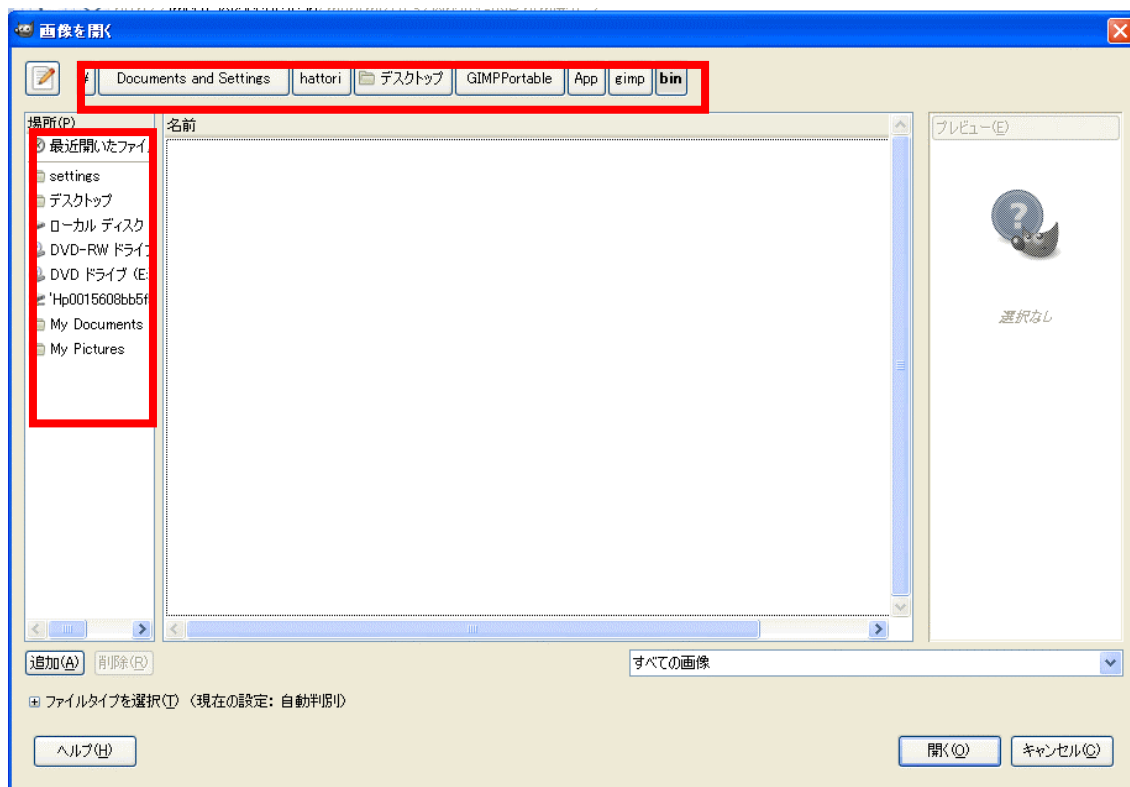 画像を開く
Documents and Settings hattori デスクトップ GIMPPortable App gimp bin
場所(P)
最近開いたファイ
settings
デスクトップ
ローカル ディスク
DVD-RW ドライブ
DVD ドライブ (E:
'Hp0015608bb5f
My Documents
My Pictures
名前
プレビュー(E)
選択なし
追加(A) 削除(R)
すべての画像
ファイルタイプを選択(T) (現在の設定: 自動判別)
ヘルプ(H)
開く(O) キャンセル(C)